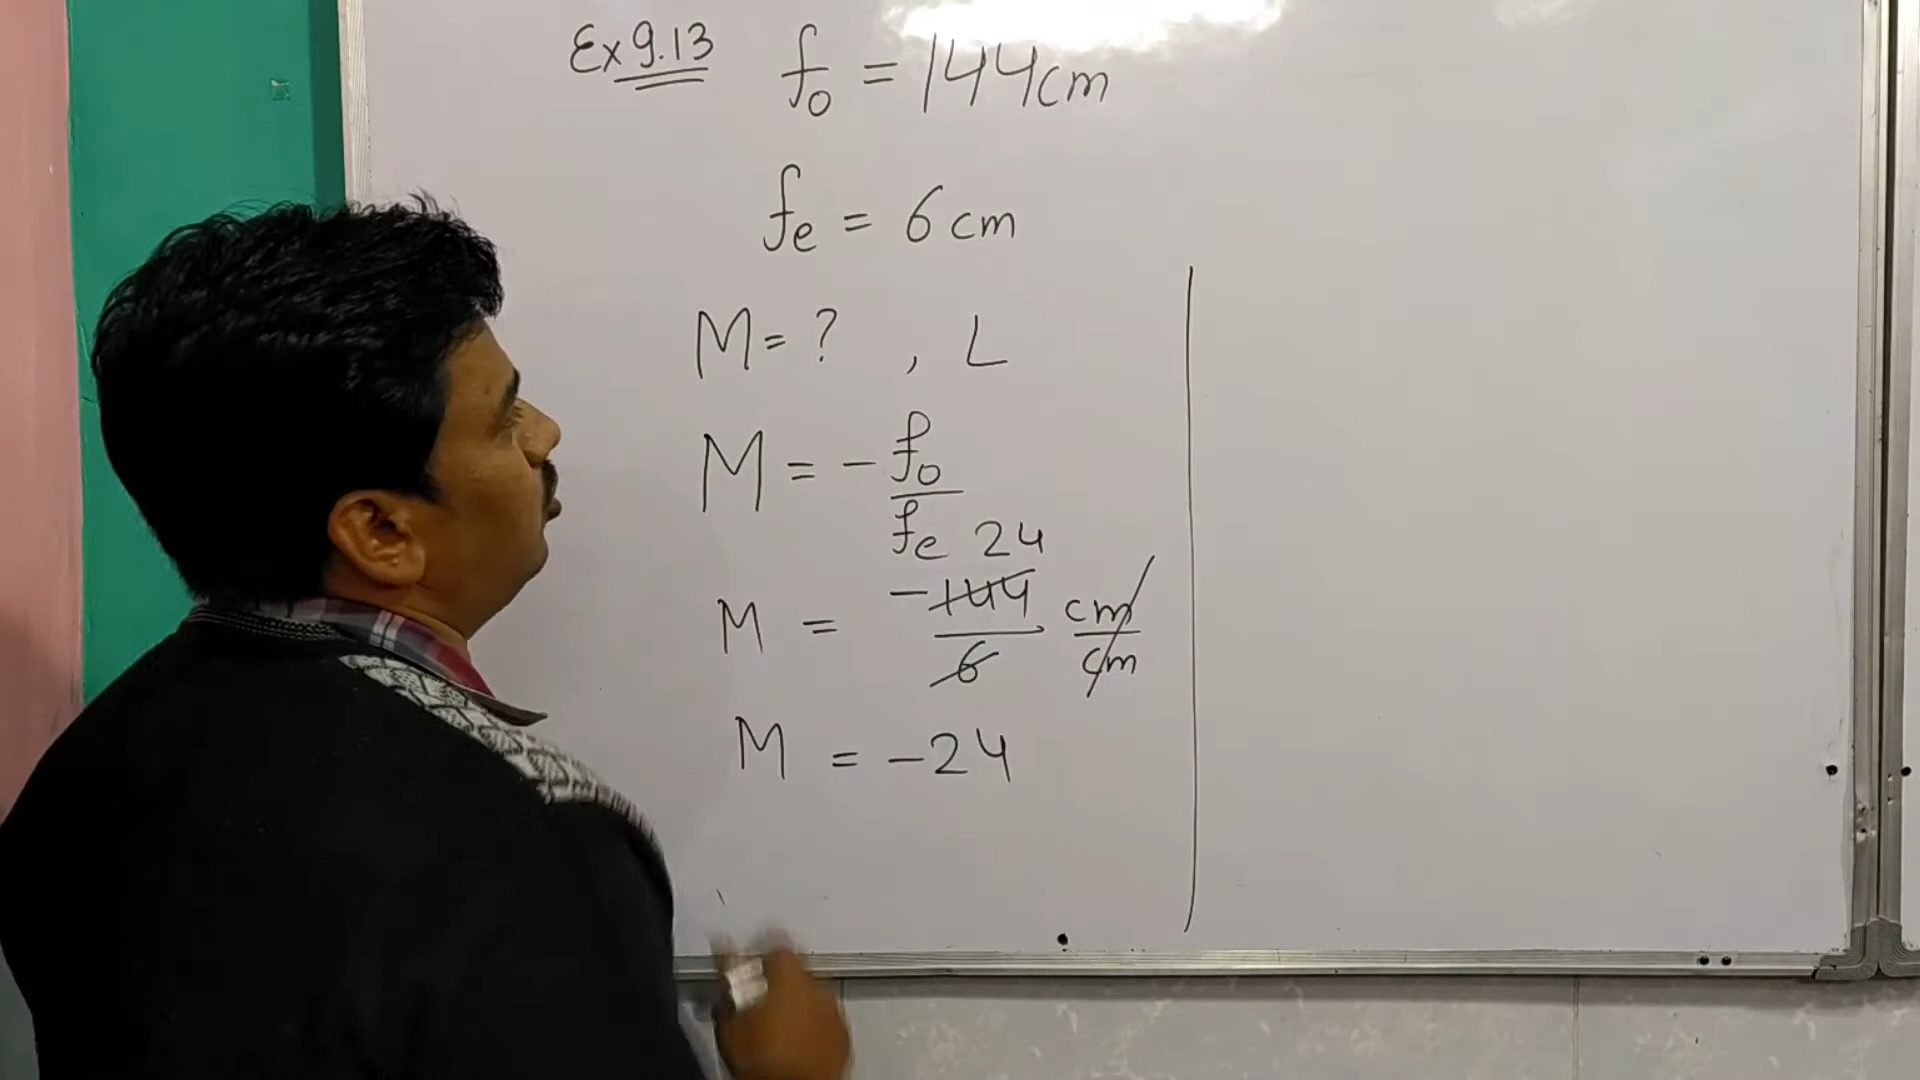 Ex 9.13 f₀ = 144cm
fₑ = 6 cm
M = ? , L
M = - f₀/fₑ
24
M = -144/6 cm/cm
M = -24